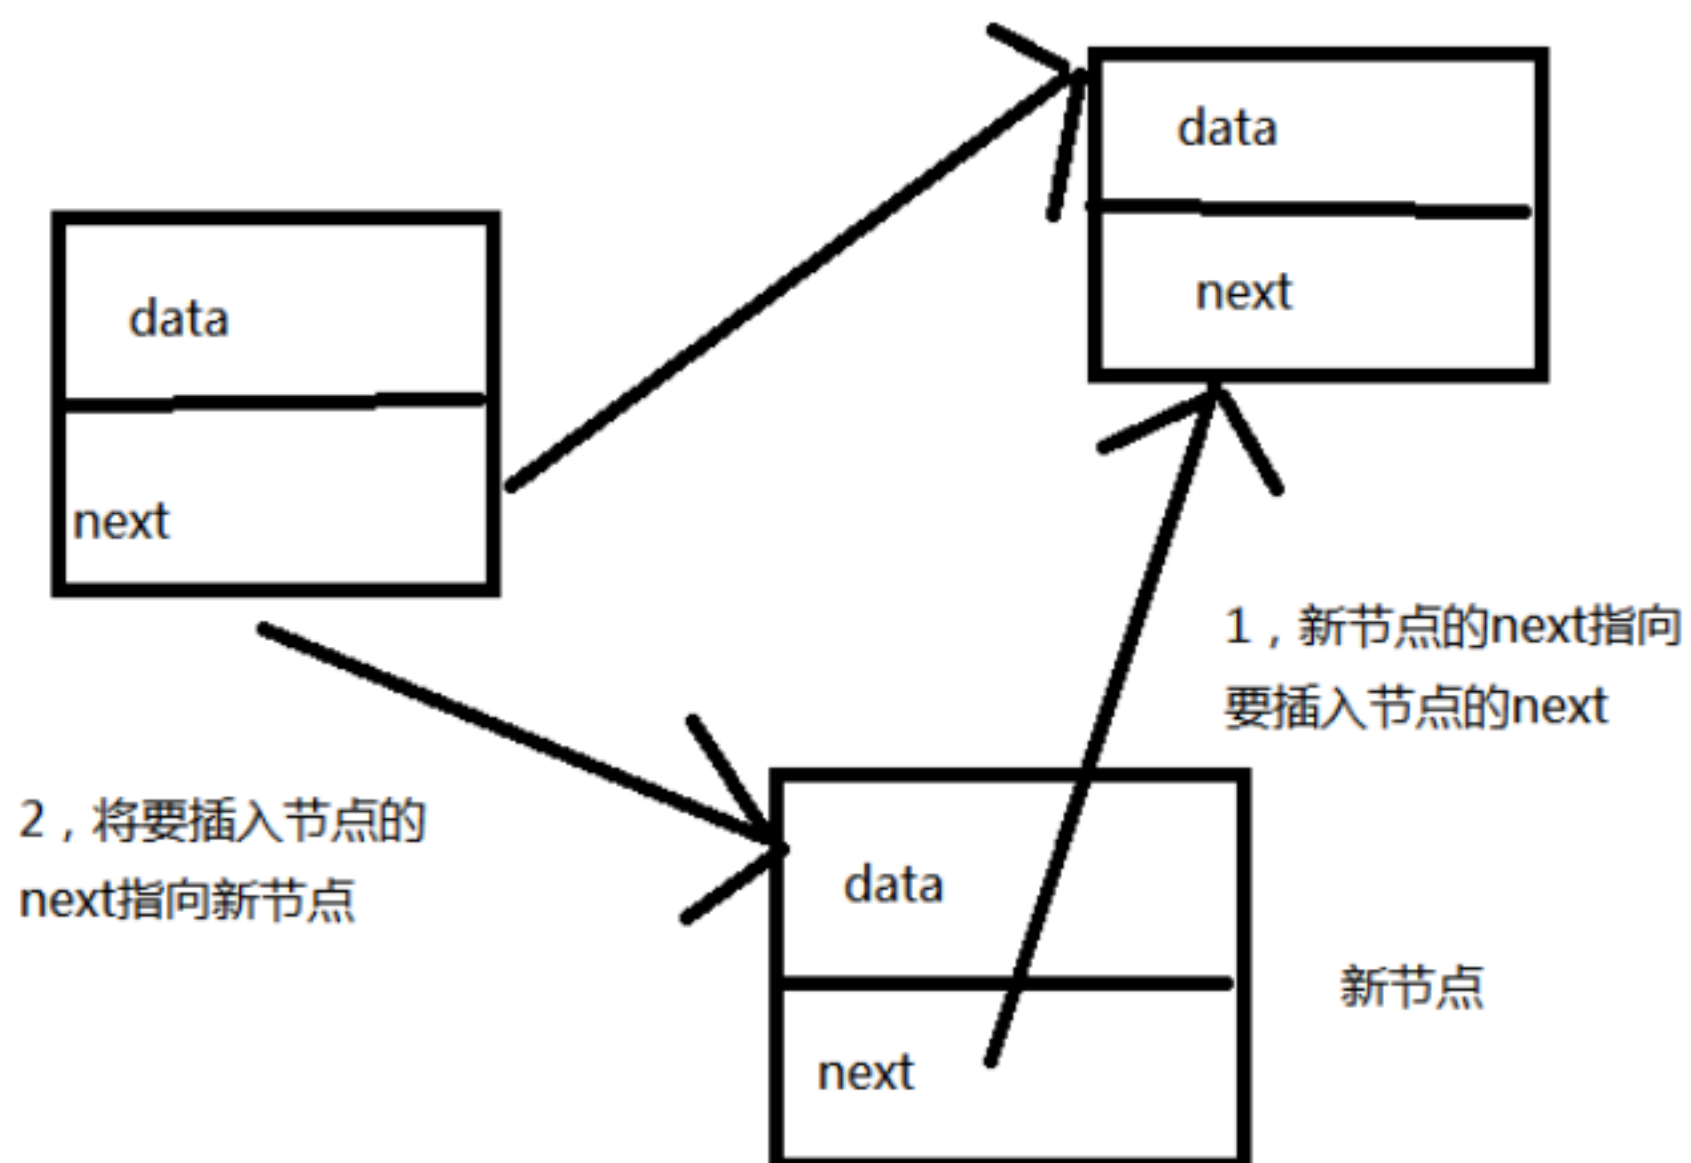 data
next
data
next
1，新节点的next指向
要插入节点的next
2，将要插入节点的
next指向新节点
data
next
新节点